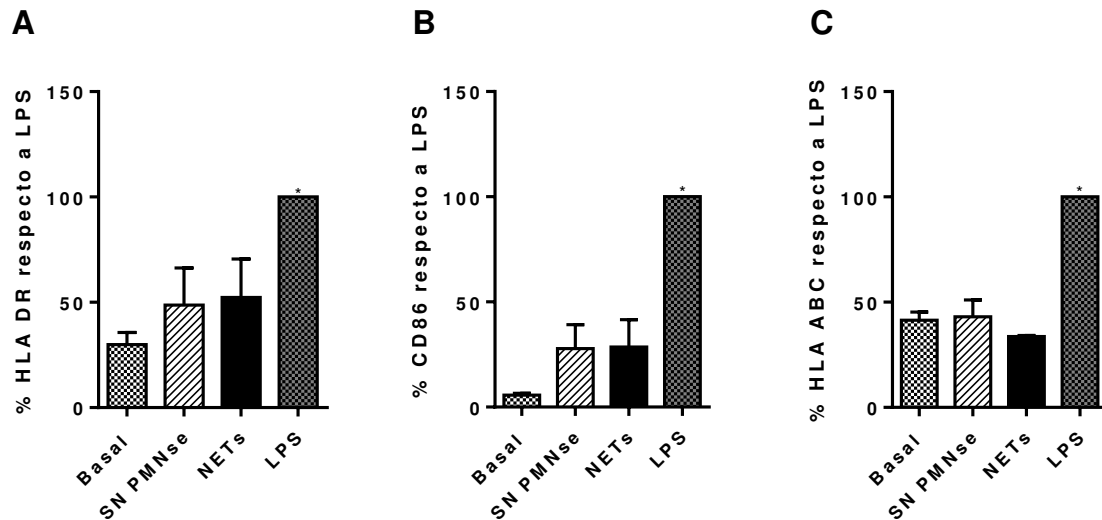 A
% HLA DR respecto a LPS
150
100
50
0
*
Basal
SN PMNse
NETs
LPS
B
% CD86 respecto a LPS
150
100
50
0
*
Basal
SN PMNse
NETs
LPS
C
% HLA ABC respecto a LPS
150
100
50
0
*
Basal
SN PMNse
NETs
LPS